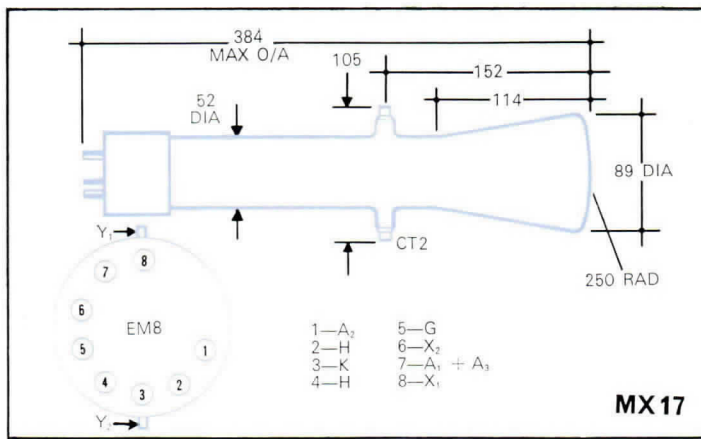 384
MAX O/A
105
152
114
52
DIA
89 DIA
CT2
250 RAD
Y₁
8
7
6
EM8
5
1
4
3
2
Y₂
1—A₂
2—H
3—K
4—H
5—G
6—X₂
7—A₁ + A₃
8—X₁
MX17